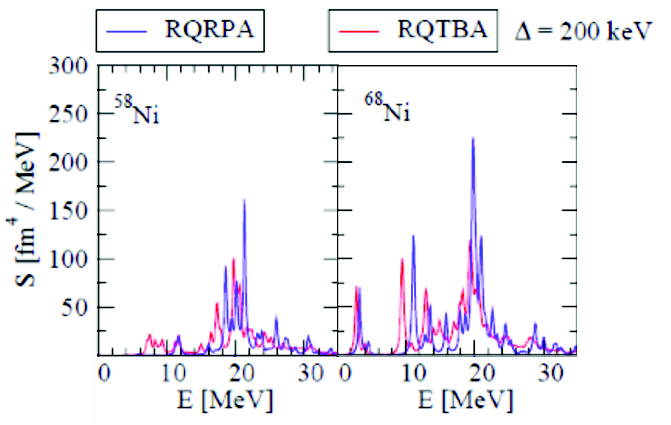 RQRPA
RQTBA
Δ = 200 keV
S [fm⁴ / MeV]
300
250
200
150
100
50
⁵⁸Ni
⁶⁸Ni
0 10 20 30
0 10 20 30
E [MeV]
E [MeV]